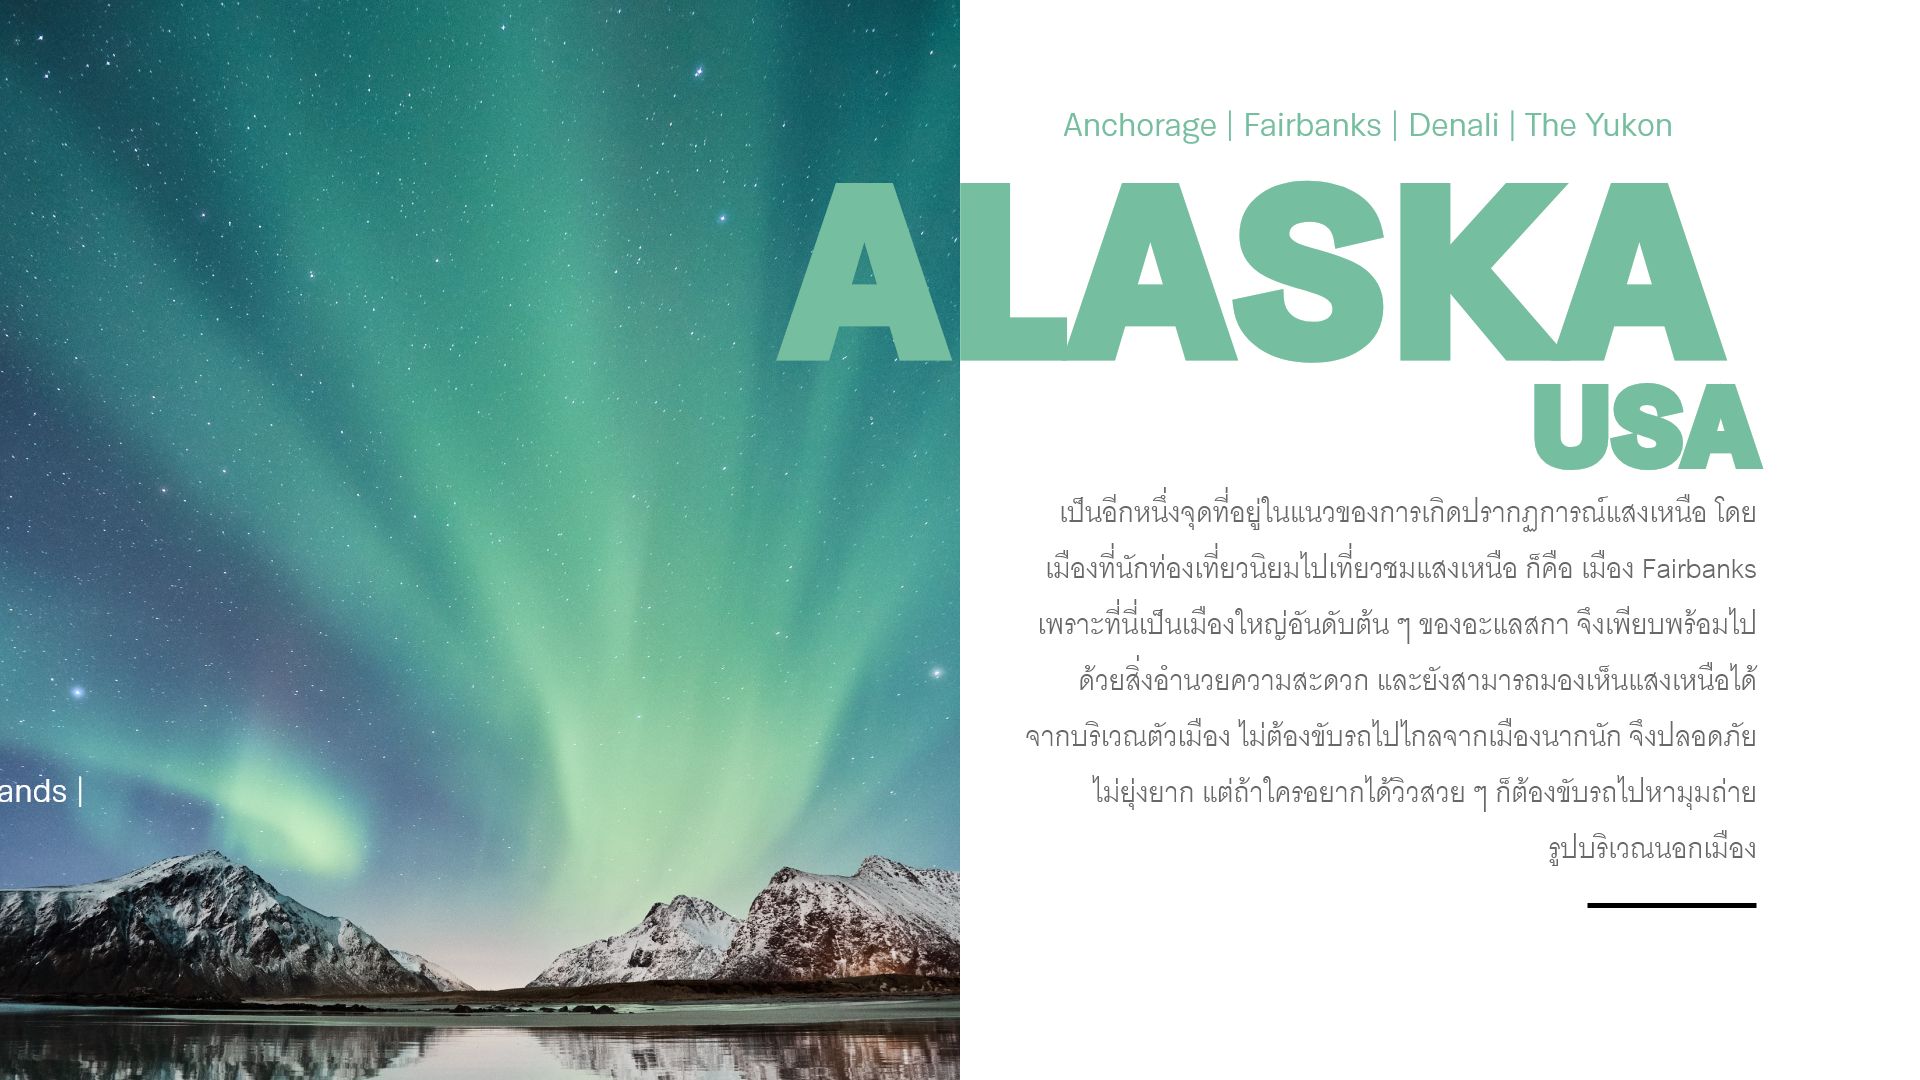 Anchorage | Fairbanks | Denali | The Yukon
ALASKA
USA
เป็นอีกหนึ่งจุดที่อยู่ในแนวของการเกิดปรากฏการณ์แสงเหนือ โดย
เมืองที่นักท่องเที่ยวนิยมไปเที่ยวชมแสงเหนือ ก็คือ เมือง Fairbanks
เพราะที่นี่เป็นเมืองใหญ่อันดับต้น ๆ ของอะแลสกา จึงเพียบพร้อมไป
ด้วยสิ่งอำนวยความสะดวก และยังสามารถมองเห็นแสงเหนือได้
จากบริเวณตัวเมือง ไม่ต้องขับรถไปไกลจากเมืองนากนัก จึงปลอดภัย
ไม่ยุ่งยาก แต่ถ้าใครอยากได้วิวสวย ๆ ก็ต้องขับรถไปหามุมถ่าย
รูปบริเวณนอกเมือง
ands |